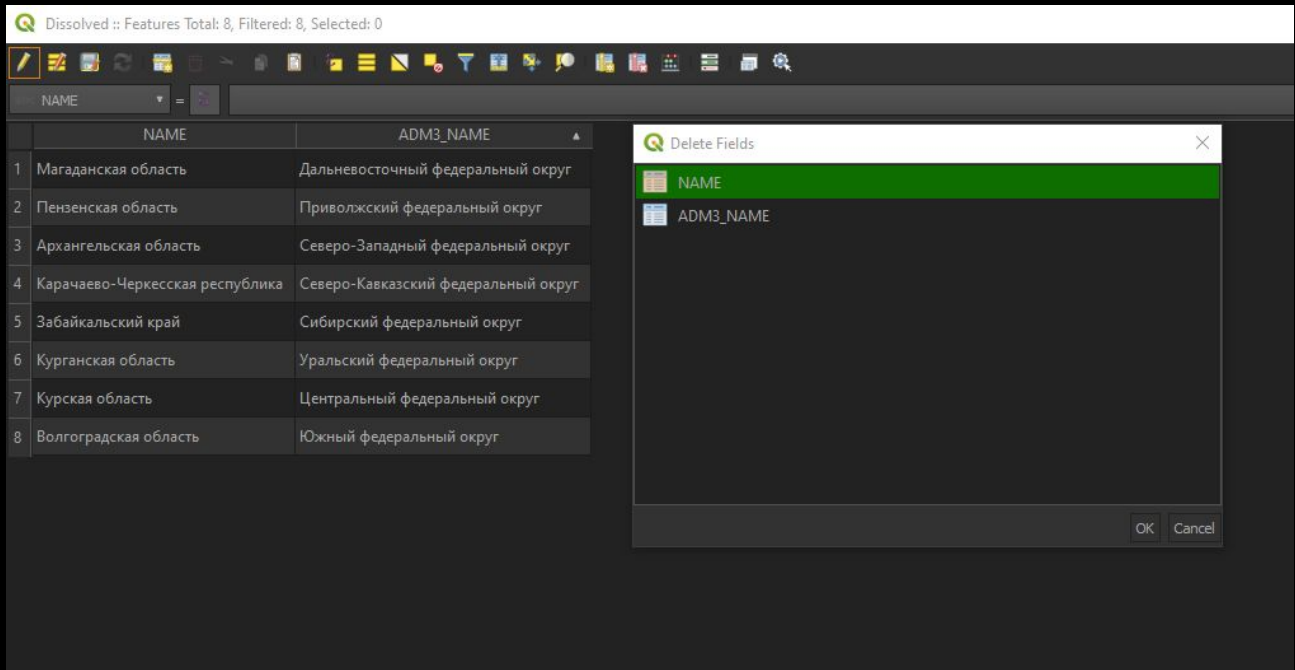 Dissolved :: Features Total: 8, Filtered: 8, Selected: 0
NAME =
NAME ADM3_NAME
1 Магаданская область Дальневосточный федеральный округ
2 Пензенская область Приволжский федеральный округ
3 Архангельская область Северо-Западный федеральный округ
4 Карачаево-Черкесская республика Северо-Кавказский федеральный округ
5 Забайкальский край Сибирский федеральный округ
6 Курганская область Уральский федеральный округ
7 Курская область Центральный федеральный округ
8 Волгоградская область Южный федеральный округ
Delete Fields
NAME
ADM3_NAME
OK Cancel